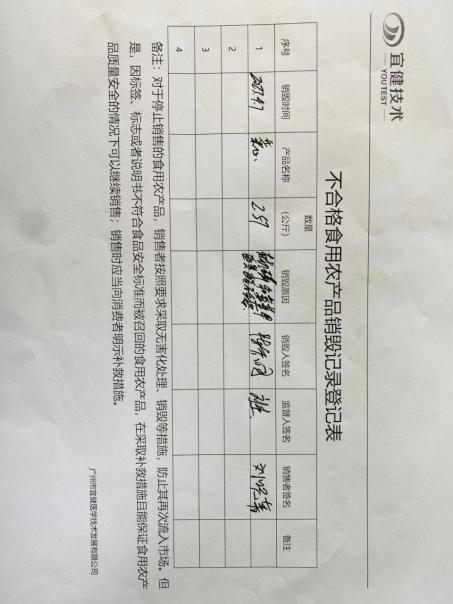 宜健技术
YOUTEST
不合格食用农产品销毁记录登记表
序号 销毁时间 产品名称 数量(公斤) 销毁原因 销毁人签名 监督人签名 销售者签名 备注
1 2.57
2
3
4
备注：对于停止销售的食用农产品，销售者按照要求采取无害化处理、销毁等措施，防止其再次流入市场。但
是，因标签、标志或者说明书不符合食品安全标准而被召回的食用农产品，在采取补救措施且能保证食用农产
品质量安全的情况下可以继续销售；销售时应当向消费者明示补救措施。
广州市宜健医学技术发展有限公司